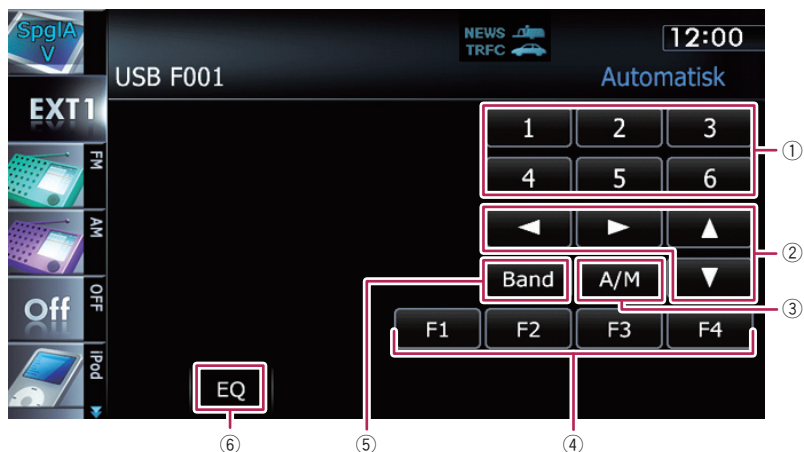 SpglA
V
NEWS
TRFC
12:00
USB F001
Automatisk
EXT1
FM
AM
Off
OFF
iPod
1 2 3
4 5 6
Band A/M
F1 F2 F3 F4
EQ
①
②
③
⑥ ⑤ ④